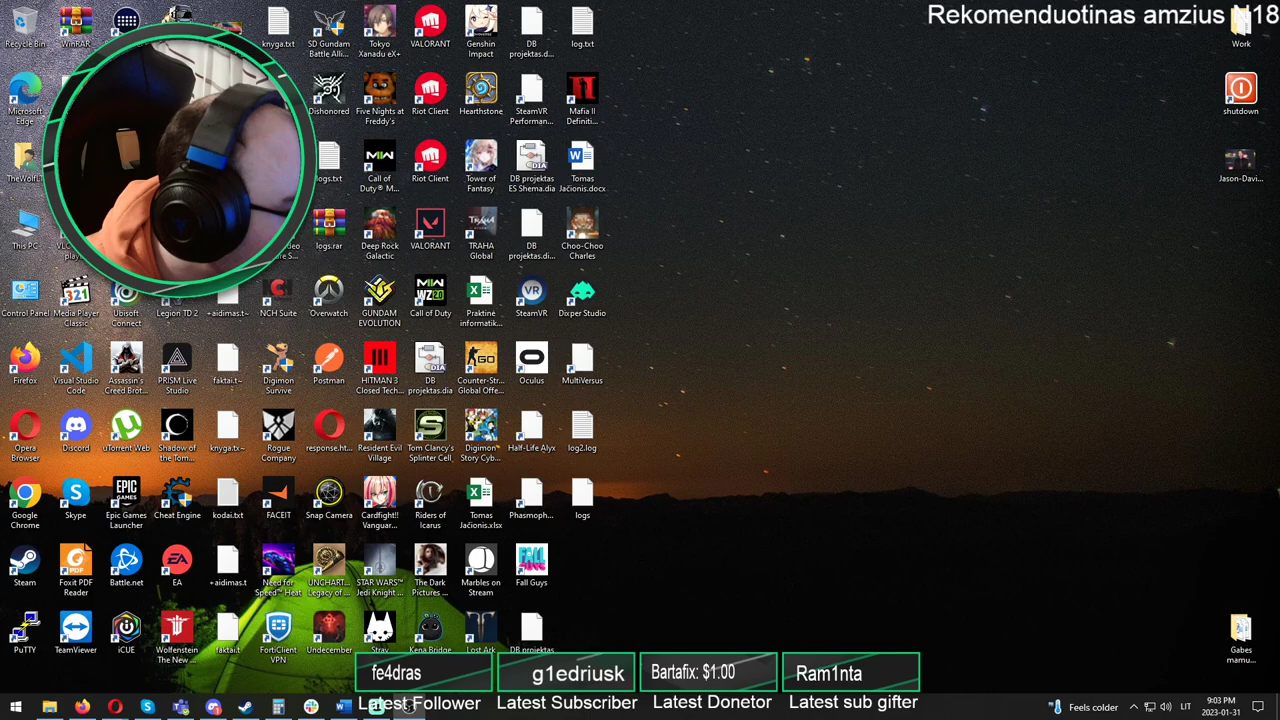 Rekomenduotinas amzius N18
Recycle Bin
WinRAR
knyga.txt
SD Gundam
Battle Alli...
Tokyo
Xanadu eX+
VALORANT
Genshin
Impact
DB
projektas.d...
log.txt
Work
Microsoft
Edge
Dishonored
Five Nights at
Freddy's
Riot Client
Hearthstone
SteamVR
Performan...
Mafia II
Definiti...
shutdown
TheWolf
logs.txt
Call of
Duty® M...
Riot Client
Tower of
Fantasy
DB projektas
ES Shema.dia
Tomas
Jačionis.docx
Jason-Davi...
This PC
logs.rar
Deep Rock
Galactic
VALORANT
TRAHA
Global
DB
projektas.di...
Choo-Choo
Charles
Control Panel
Media Player
Classic
Ubisoft
Connect
Legion TD 2
+aidimas.t~
NCH Suite
Overwatch
GUNDAM
EVOLUTION
Call of Duty
Praktine
informatik...
SteamVR
Dixper Studio
Firefox
Visual Studio
Code
Assassin's
Creed Brot...
PRISM Live
Studio
faktai.t~
Digimon
Survive
Postman
HITMAN 3
Closed Tech...
DB
projektas.dia
Counter-Str...
Global Offe...
Oculus
MultiVersus
Opera
Browser
Discord
uTorrent Web
Shadow of
the Tom...
knyga.tx~
Rogue
Company
response.ht...
Resident Evil
Village
Tom Clancy's
Splinter Cell
Digimon
Story Cyb...
Half-Life Alyx
log2.log
Google
Chrome
Skype
Epic Games
Launcher
Cheat Engine
kodai.txt
FACEIT
Snap Camera
Cardfight!!
Vanguar...
Riders of
Icarus
Tomas
Jačionis.xlsx
Phasmoph...
logs
Steam
Foxit PDF
Reader
Battle.net
EA
+aidimas.t
Need for
Speed™ Heat
UNCHART...
Legacy of ...
STAR WARS™
Jedi Knight ...
The Dark
Pictures ...
Marbles on
Stream
Fall Guys
PuTTY
TeamViewer
iCUE
Wolfenstein
The New ...
faktai.t
FortiClient
VPN
Undecember
Stray
Kena Bridge
Lost Ark
DB projektas
Gabes
mamu...
fe4dras
g1edriusk
Bartafix: $1.00
Ram1nta
Latest Follower
Latest Subscriber
Latest Donetor
Latest sub gifter
Feels colder
LIT
9:03 PM
2023-01-31